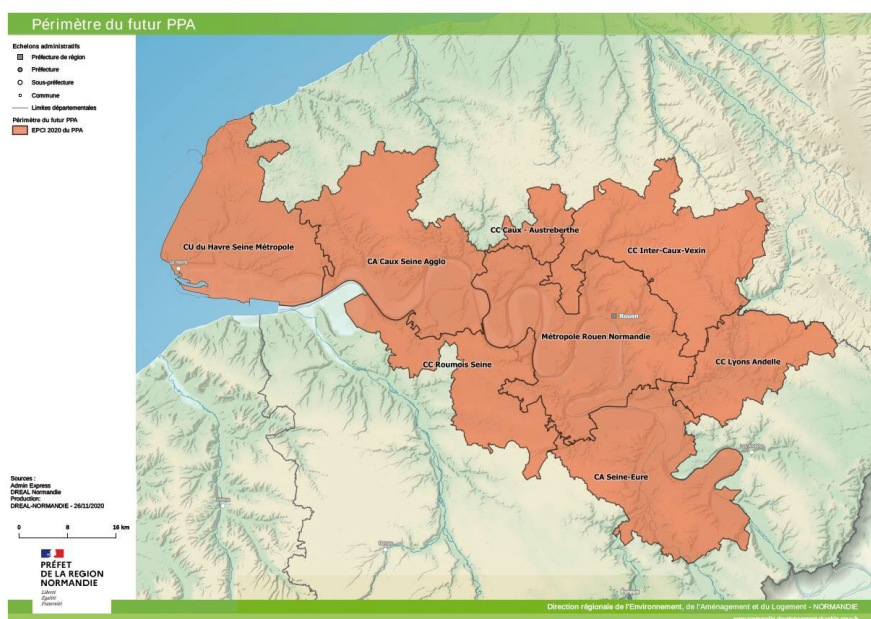 Périmètre du futur PPA
Echelons administratifs
Préfecture de région
Préfecture
Sous-préfecture
Commune
Limites départementales
Périmètre du futur PPA
EPCI 2020 du PPA
CC Caux - Austreberthe
CU du Havre Seine Métropole
CC Inter-Caux-Vexin
CA Caux Seine Agglo
Rouen
Métropole Rouen Normandie
CC Lyons Andelle
CC Roumois Seine
CA Seine-Eure
Sources :
Admin Express
DREAL Normandie
Production:
DREAL-NORMANDIE - 26/11/2020
0 8 16 km
PRÉFET
DE LA REGION
NORMANDIE
Liberté
Égalité
Fraternité
Direction régionale de l'Environnement, de l'Aménagement et du Logement - NORMANDIE